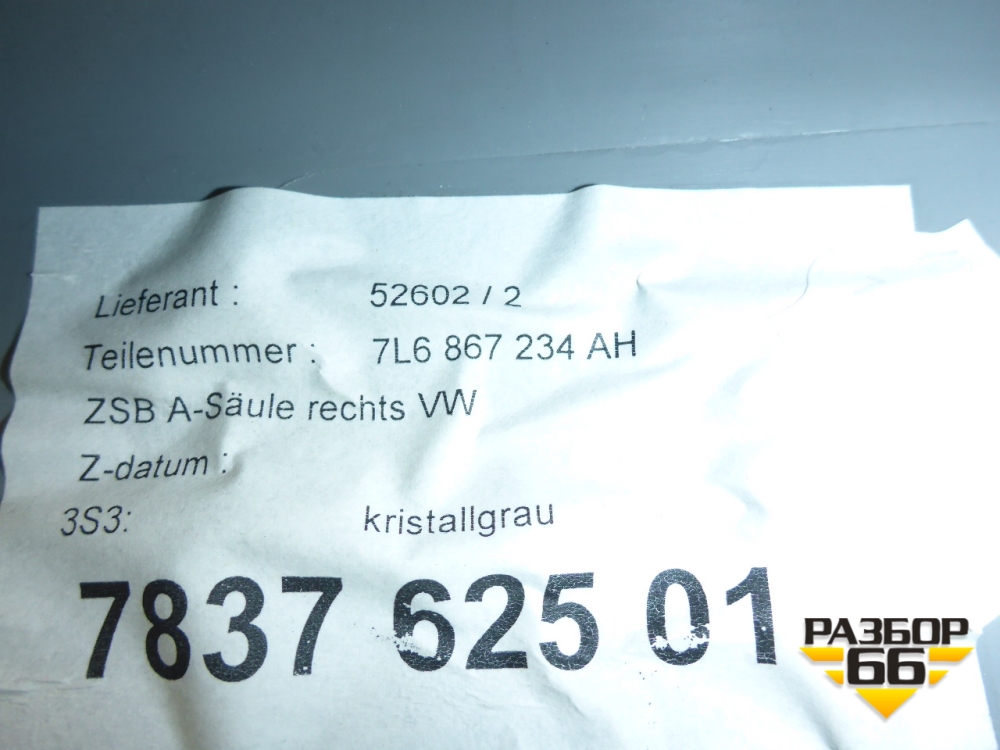 Lieferant : 52602 / 2
Teilenummer : 7L6 867 234 AH
ZSB A-Säule rechts VW
Z-datum :
3S3: kristallgrau
7837 625 01
РАЗБОР
66